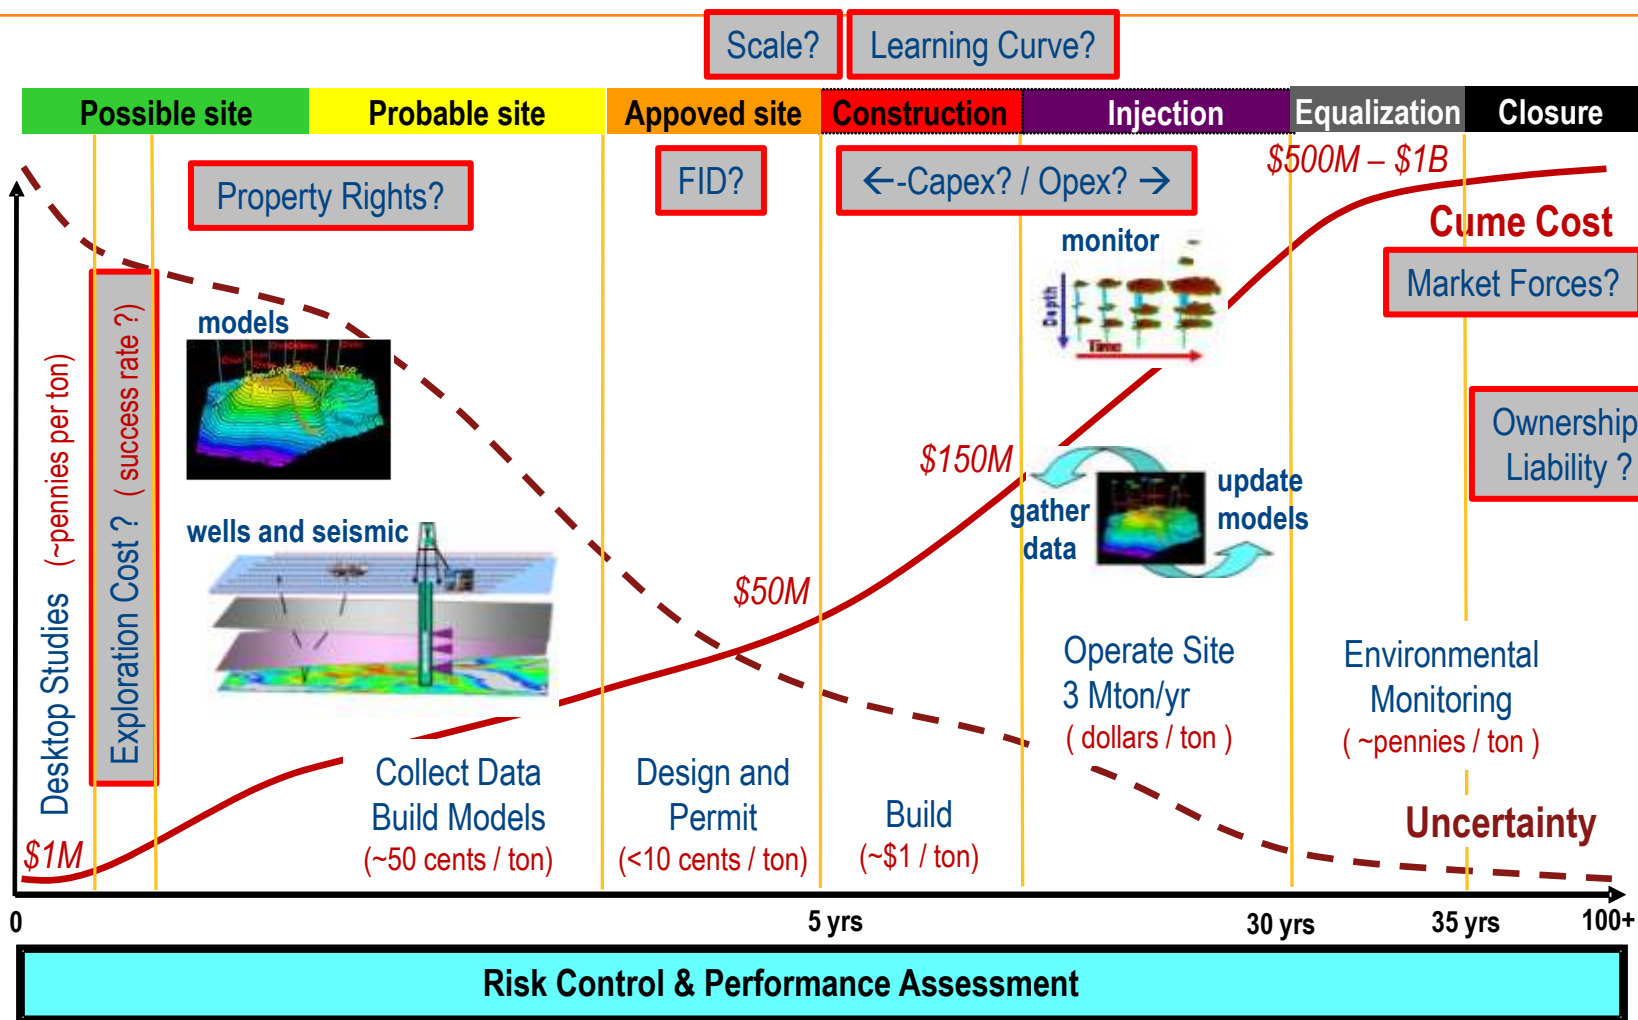 Scale?
Learning Curve?
Possible site
Probable site
Appoved site
Construction
Injection
Equalization
Closure
Property Rights?
FID?
←-Capex? / Opex? →
$500M – $1B
Cume Cost
Market Forces?
Ownership
Liability ?
monitor
Depth
Time
models
wells and seismic
Desktop Studies (~pennies per ton)
Exploration Cost ? ( success rate ?)
$150M
gather
data
update
models
$50M
$1M
Collect Data
Build Models
(~50 cents / ton)
Design and
Permit
(<10 cents / ton)
Build
(~$1 / ton)
Operate Site
3 Mton/yr
( dollars / ton )
Environmental
Monitoring
( ~pennies / ton )
Uncertainty
0
5 yrs
30 yrs
35 yrs
100+
Risk Control & Performance Assessment